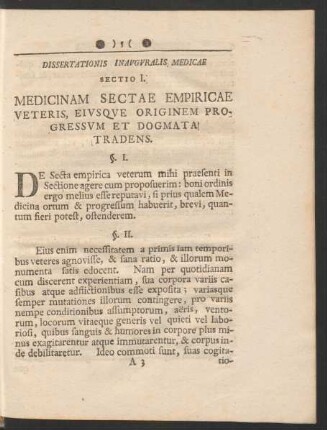 ) 5 (
DISSERTATIONIS INAVGVRALIS MEDICAE
SECTIO I.
MEDICINAM SECTAE EMPIRICAE
VETERIS, EIVSQVE ORIGINEM PRO-
GRESSVM ET DOGMATA
TRADENS.
§. I.
DE Secta empirica veterum mihi praesenti in
Sectione agere cum proposuerim: boni ordinis
ergo melius esse reputavi, si prius qualem Me-
dicina ortum & progressum habuerit, brevi, quan-
tum fieri potest, ostenderem.
§. II.
Eius enim necessitatem a primis iam tempori-
bus veteres agnovisse, & sana ratio, & illorum mo-
numenta satis edocent. Nam per quotidianam
cum discerent experientiam, sua corpora variis ca-
sibus atque adflictionibus esse exposita; variasque
semper mutationes illorum contingere, pro variis
nempe conditionibus assumptorum, aëris, vento-
rum, locorum vitaeque generis vel quieti vel labo-
riosi, quibus sanguis & humores in corpore plus mi-
nus exagitarentur atque immutarentur, & corpus in-
de debilitaretur. Ideo commoti sunt, suas cogita-
A 3 tio-